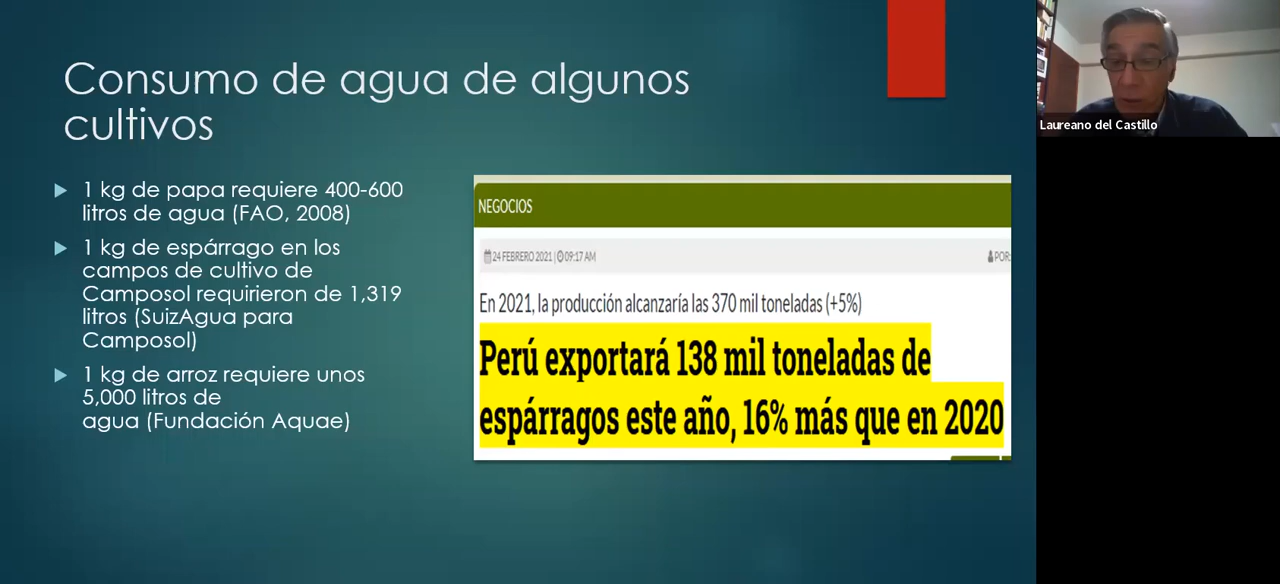 Consumo de agua de algunos
cultivos
1 kg de papa requiere 400-600
litros de agua (FAO, 2008)
1 kg de espárrago en los
campos de cultivo de
Camposol requirieron de 1,319
litros (SuizAgua para
Camposol)
1 kg de arroz requiere unos
5,000 litros de
agua (Fundación Aquae)
NEGOCIOS
24 FEBRERO 2021 | 09:17 AM
POR:
En 2021, la producción alcanzaría las 370 mil toneladas (+5%)
Perú exportará 138 mil toneladas de
espárragos este año, 16% más que en 2020
Laureano del Castillo